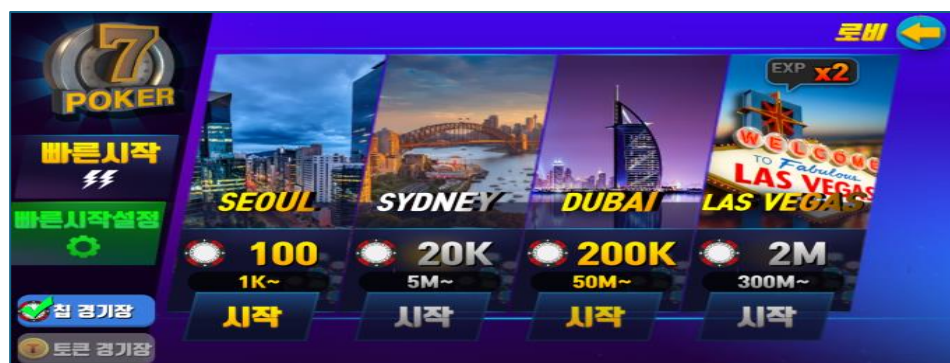 7
POKER
빠른시작
빠른시작설정
칩 경기장
토큰 경기장
로비
SEOUL
100
1K~
시작
SYDNEY
20K
5M~
시작
DUBAI
200K
50M~
시작
EXP x2
WELCOME
TO Fabulous
LAS VEGAS
LAS VEGAS
2M
300M~
시작